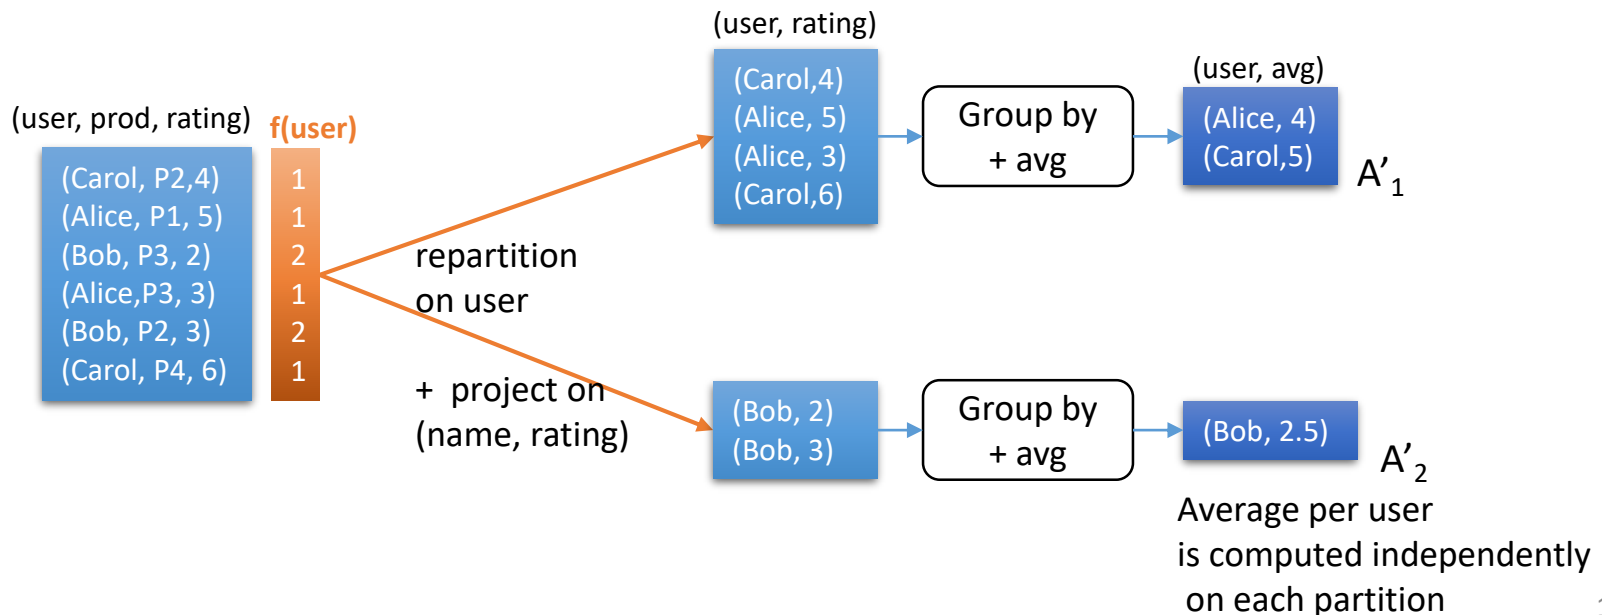 (user, prod, rating)
f(user)
(Carol, P2,4)
(Alice, P1, 5)
(Bob, P3, 2)
(Alice,P3, 3)
(Bob, P2, 3)
(Carol, P4, 6)
1
1
2
1
2
1
repartition
on user
+ project on
(name, rating)
(user, rating)
(Carol,4)
(Alice, 5)
(Alice, 3)
(Carol,6)
Group by
+ avg
(user, avg)
(Alice, 4)
(Carol,5)
A’1
(Bob, 2)
(Bob, 3)
Group by
+ avg
(Bob, 2.5)
A’2
Average per user
is computed independently
on each partition